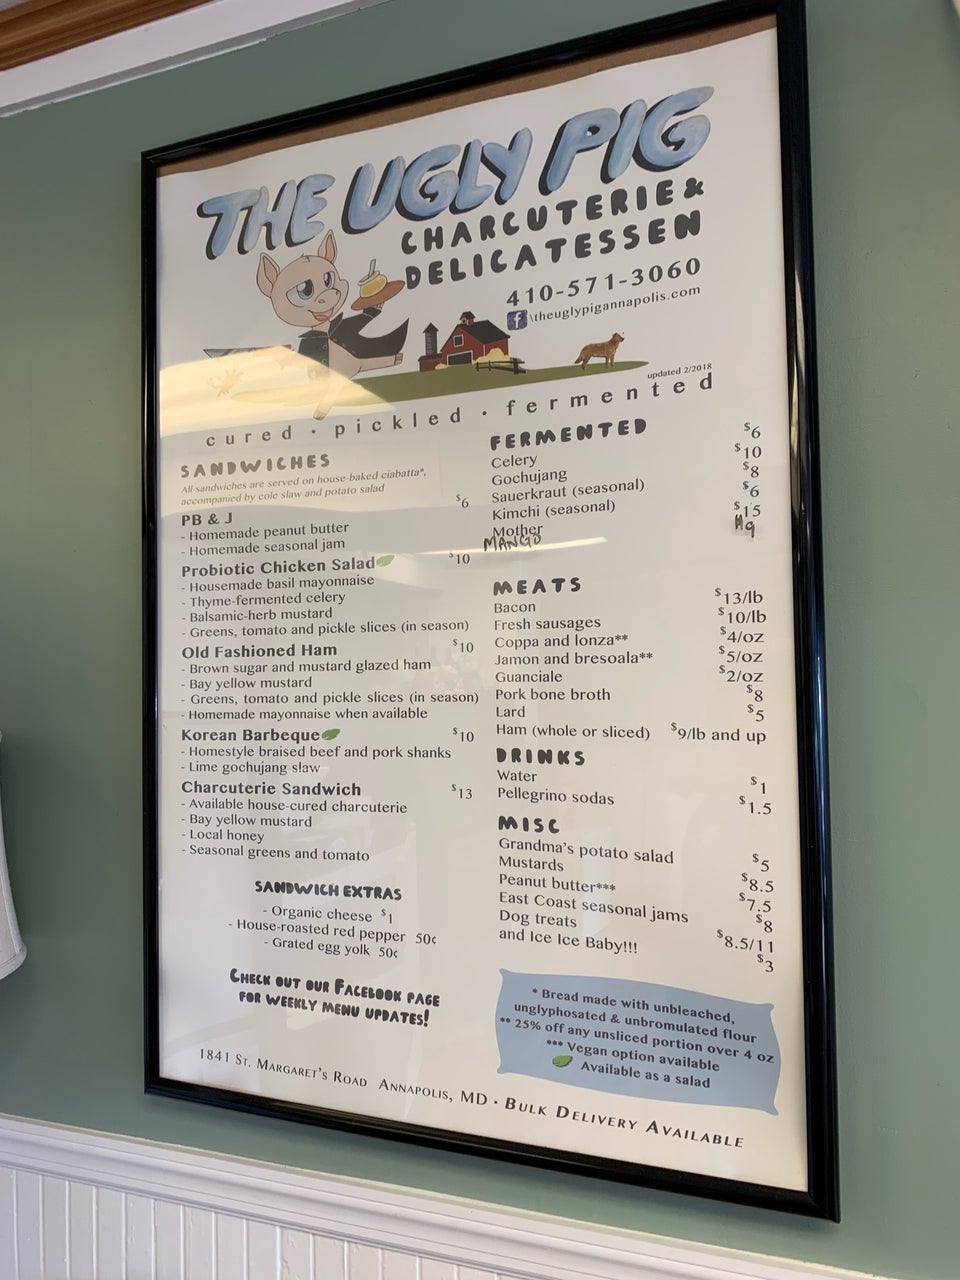 THE UGLY PIG
CHARCUTERIE &
DELICATESSEN
410-571-3060
f \theuglypigannapolis.com
updated 2/2018
cured · pickled · fermented
SANDWICHES
All sandwiches are served on house-baked ciabatta*,
accompanied by cole slaw and potato salad
PB & J $6
- Homemade peanut butter
- Homemade seasonal jam
Probiotic Chicken Salad $10
- Housemade basil mayonnaise
- Thyme-fermented celery
- Balsamic-herb mustard
- Greens, tomato and pickle slices (in season)
Old Fashioned Ham $10
- Brown sugar and mustard glazed ham
- Bay yellow mustard
- Greens, tomato and pickle slices (in season)
- Homemade mayonnaise when available
Korean Barbeque $10
- Homestyle braised beef and pork shanks
- Lime gochujang slaw
Charcuterie Sandwich $13
- Available house-cured charcuterie
- Bay yellow mustard
- Local honey
- Seasonal greens and tomato
SANDWICH EXTRAS
- Organic cheese $1
- House-roasted red pepper 50¢
- Grated egg yolk 50¢
CHECK OUT OUR FACEBOOK PAGE
FOR WEEKLY MENU UPDATES!
FERMENTED
Celery $6
Gochujang $10
Sauerkraut (seasonal) $8
Kimchi (seasonal) $6
Mother $15
MANGO
MEATS
Bacon $13/lb
Fresh sausages $10/lb
Coppa and lonza** $4/oz
Jamon and bresoala** $5/oz
Guanciale $2/oz
Pork bone broth $8
Lard $5
Ham (whole or sliced) $9/lb and up
DRINKS
Water $1
Pellegrino sodas $1.5
MISC
Grandma's potato salad $5
Mustards $8.5
Peanut butter*** $7.5
East Coast seasonal jams $8
Dog treats $8.5/11
and Ice Ice Baby!!! $3
* Bread made with unbleached,
unglyphosated & unbromulated flour
** 25% off any unsliced portion over 4 oz
*** Vegan option available
Available as a salad
1841 ST. MARGARET'S ROAD ANNAPOLIS, MD · BULK DELIVERY AVAILABLE